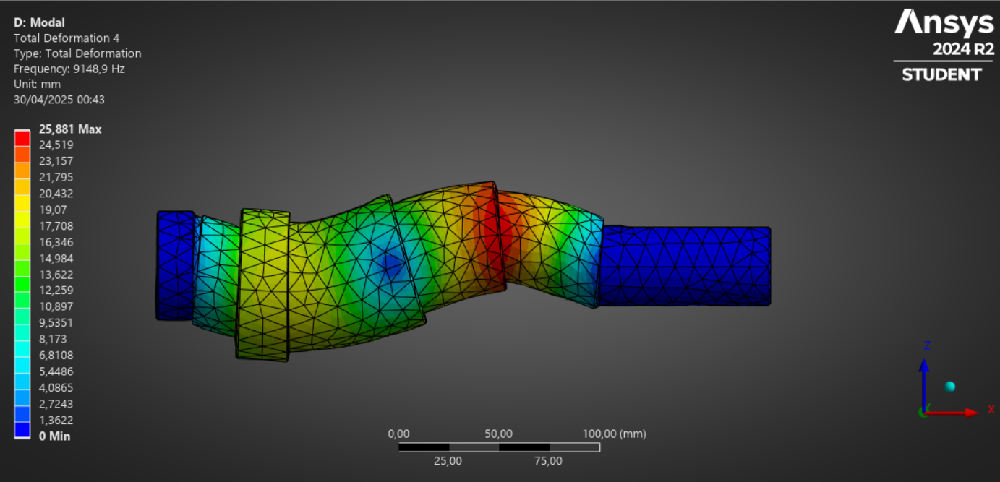 D: Modal
Total Deformation 4
Type: Total Deformation
Frequency: 9148,9 Hz
Unit: mm
30/04/2025 00:43
Ansys
2024 R2
STUDENT
25,881 Max
24,519
23,157
21,795
20,432
19,07
17,708
16,346
14,984
13,622
12,259
10,897
9,5351
8,173
6,8108
5,4486
4,0865
2,7243
1,3622
0 Min
0,00 50,00 100,00 (mm)
25,00 75,00
Z
Y
X